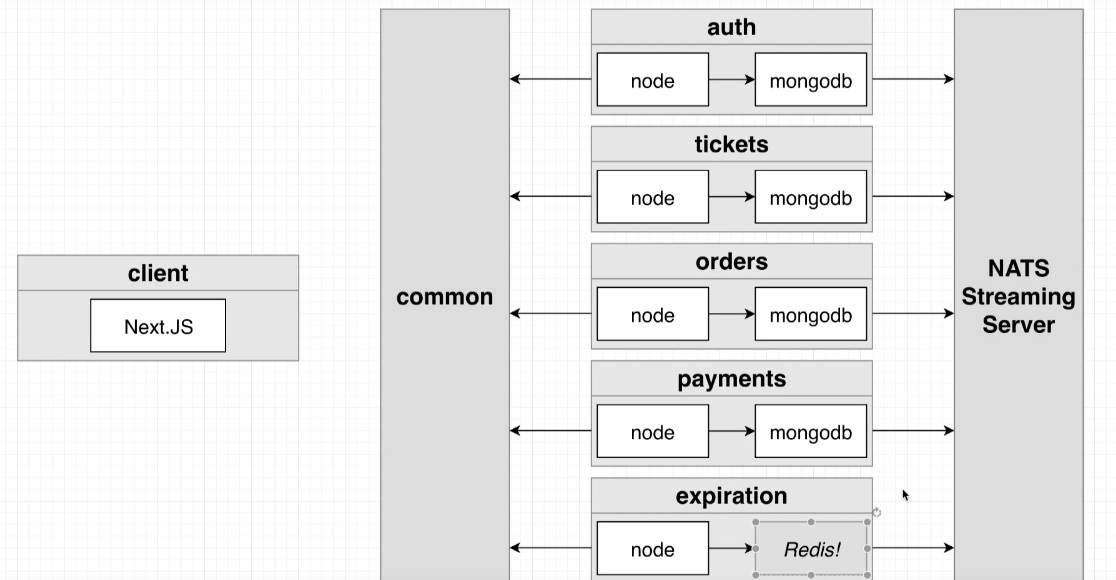 client
Next.JS
common
auth
node
mongodb
tickets
node
mongodb
orders
node
mongodb
payments
node
mongodb
expiration
node
Redis!
NATS
Streaming
Server